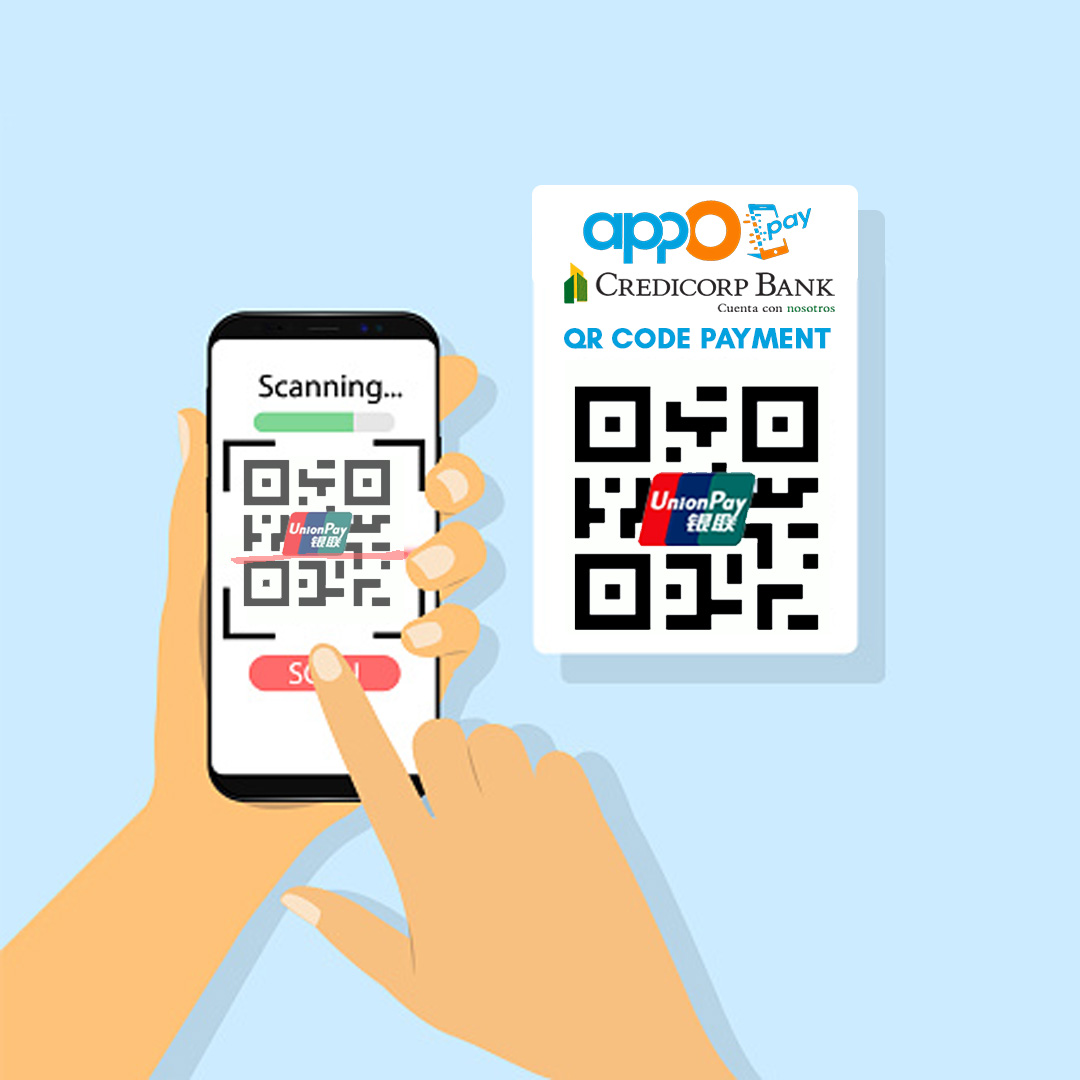 appO pay
CREDICORP BANK
Cuenta con nosotros
QR CODE PAYMENT
UnionPay
银联
Scanning...
UnionPay
银联